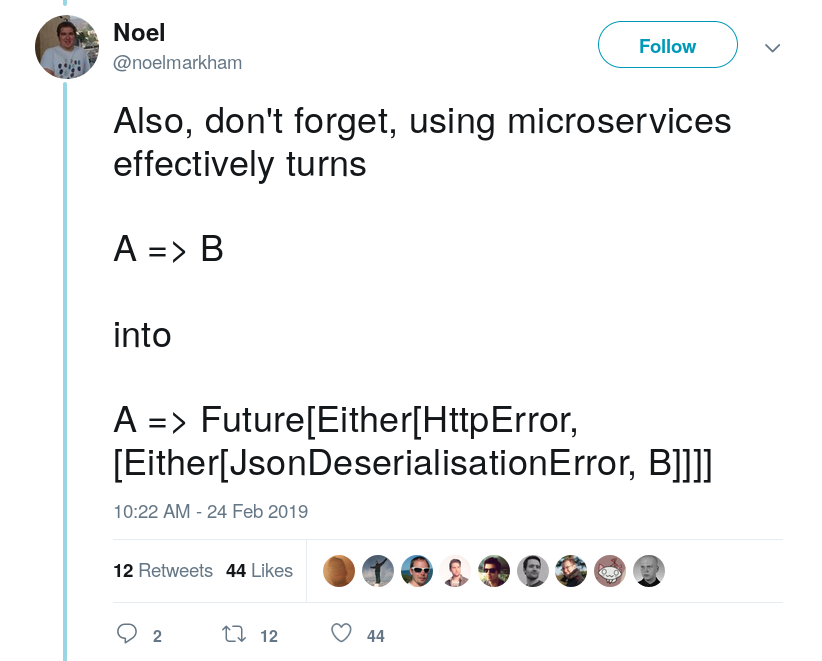 Noel
@noelmarkham
Follow
Also, don't forget, using microservices
effectively turns
A => B
into
A => Future[Either[HttpError,
[Either[JsonDeserialisationError, B]]]]
10:22 AM - 24 Feb 2019
12 Retweets 44 Likes
2 12 44